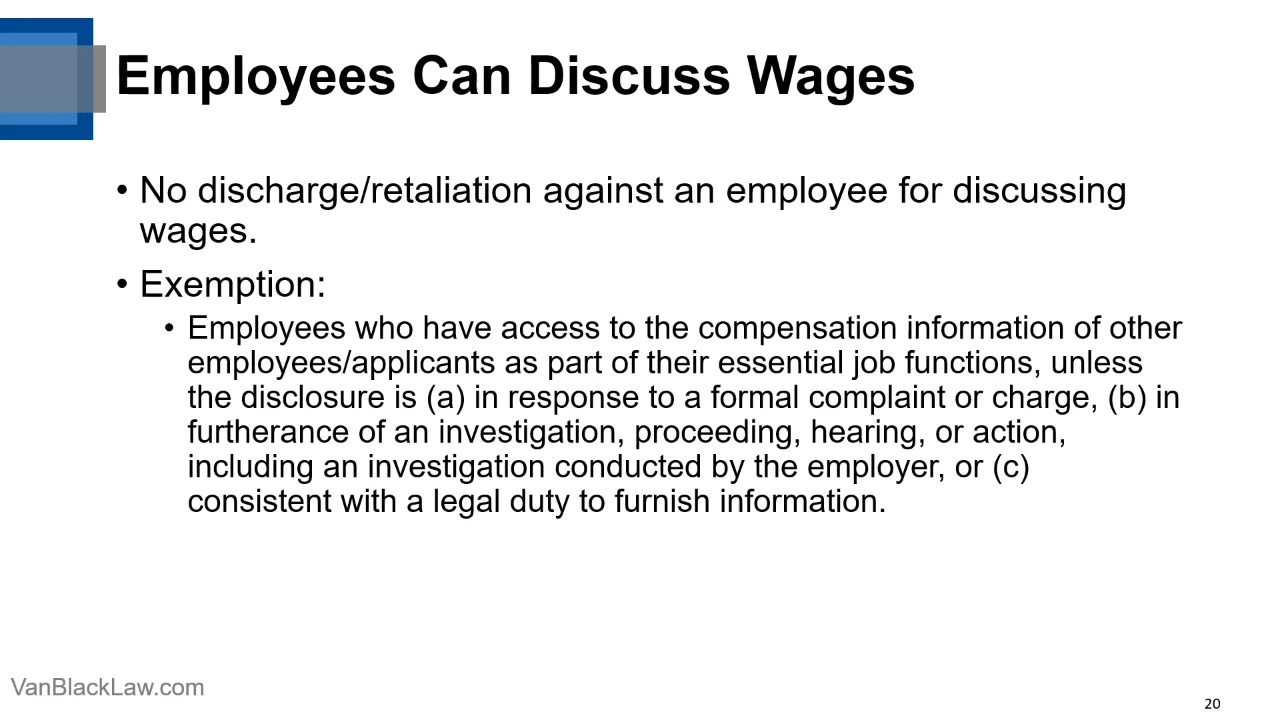 Employees Can Discuss Wages
• No discharge/retaliation against an employee for discussing
wages.
• Exemption:
• Employees who have access to the compensation information of other
employees/applicants as part of their essential job functions, unless
the disclosure is (a) in response to a formal complaint or charge, (b) in
furtherance of an investigation, proceeding, hearing, or action,
including an investigation conducted by the employer, or (c)
consistent with a legal duty to furnish information.
VanBlackLaw.com
20